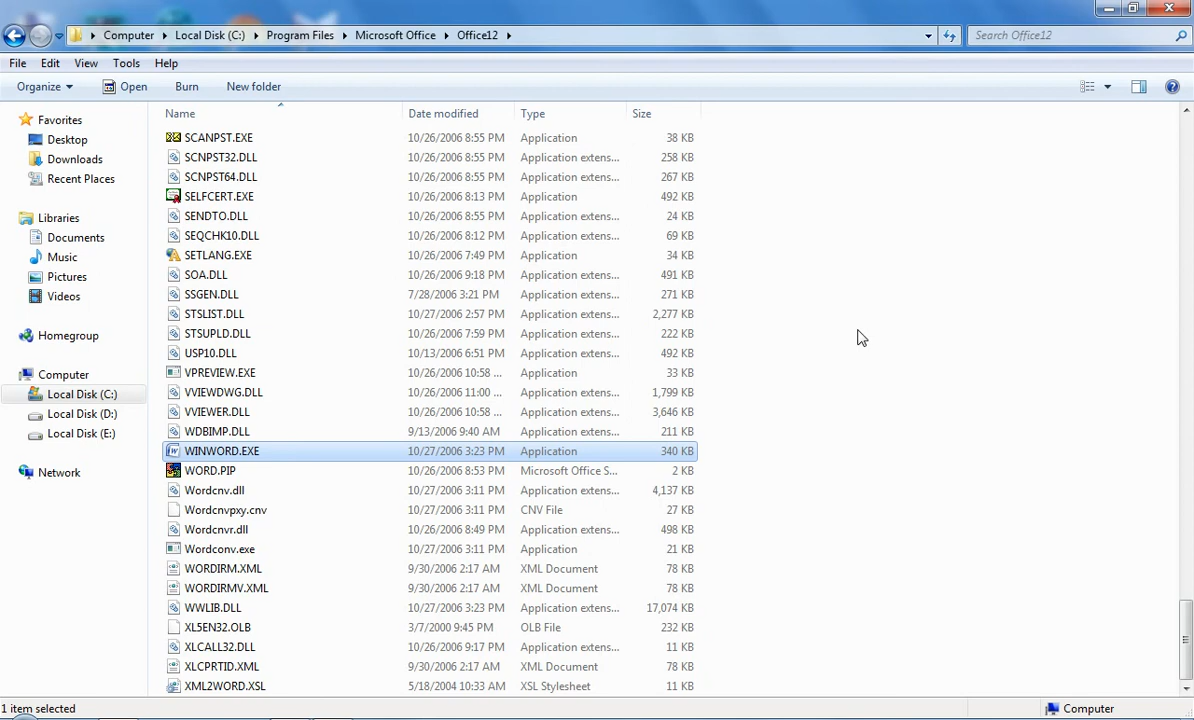 Computer Local Disk (C:) Program Files Microsoft Office Office12 Search Office12
File Edit View Tools Help
Organize Open Burn New folder
Favorites
Desktop
Downloads
Recent Places
Libraries
Documents
Music
Pictures
Videos
Homegroup
Computer
Local Disk (C:)
Local Disk (D:)
Local Disk (E:)
Network
Name Date modified Type Size
SCANPST.EXE 10/26/2006 8:55 PM Application 38 KB
SCNPST32.DLL 10/26/2006 8:55 PM Application extens... 258 KB
SCNPST64.DLL 10/26/2006 8:55 PM Application extens... 267 KB
SELFCERT.EXE 10/26/2006 8:13 PM Application 492 KB
SENDTO.DLL 10/26/2006 8:55 PM Application extens... 24 KB
SEQCHK10.DLL 10/26/2006 8:12 PM Application extens... 69 KB
SETLANG.EXE 10/26/2006 7:49 PM Application 34 KB
SOA.DLL 10/26/2006 9:18 PM Application extens... 491 KB
SSGEN.DLL 7/28/2006 3:21 PM Application extens... 271 KB
STSLIST.DLL 10/27/2006 2:57 PM Application extens... 2,277 KB
STSUPLD.DLL 10/26/2006 7:59 PM Application extens... 222 KB
USP10.DLL 10/13/2006 6:51 PM Application extens... 492 KB
VPREVIEW.EXE 10/26/2006 10:58 ... Application 33 KB
VVIEWDWG.DLL 10/26/2006 11:00 ... Application extens... 1,799 KB
VVIEWER.DLL 10/26/2006 10:58 ... Application extens... 3,646 KB
WDBIMP.DLL 9/13/2006 9:40 AM Application extens... 211 KB
WINWORD.EXE 10/27/2006 3:23 PM Application 340 KB
WORD.PIP 10/26/2006 8:53 PM Microsoft Office S... 2 KB
Wordcnv.dll 10/27/2006 3:11 PM Application extens... 4,137 KB
Wordcnvpxy.cnv 10/27/2006 3:11 PM CNV File 27 KB
Wordcnvr.dll 10/26/2006 8:49 PM Application extens... 498 KB
Wordconv.exe 10/27/2006 3:11 PM Application 21 KB
WORDIRM.XML 9/30/2006 2:17 AM XML Document 78 KB
WORDIRMV.XML 9/30/2006 2:17 AM XML Document 78 KB
WWLIB.DLL 10/27/2006 3:23 PM Application extens... 17,074 KB
XL5EN32.OLB 3/7/2000 9:45 PM OLB File 232 KB
XLCALL32.DLL 10/26/2006 9:17 PM Application extens... 11 KB
XLCPRTID.XML 9/30/2006 2:17 AM XML Document 78 KB
XML2WORD.XSL 5/18/2004 10:33 AM XSL Stylesheet 11 KB
1 item selected Computer